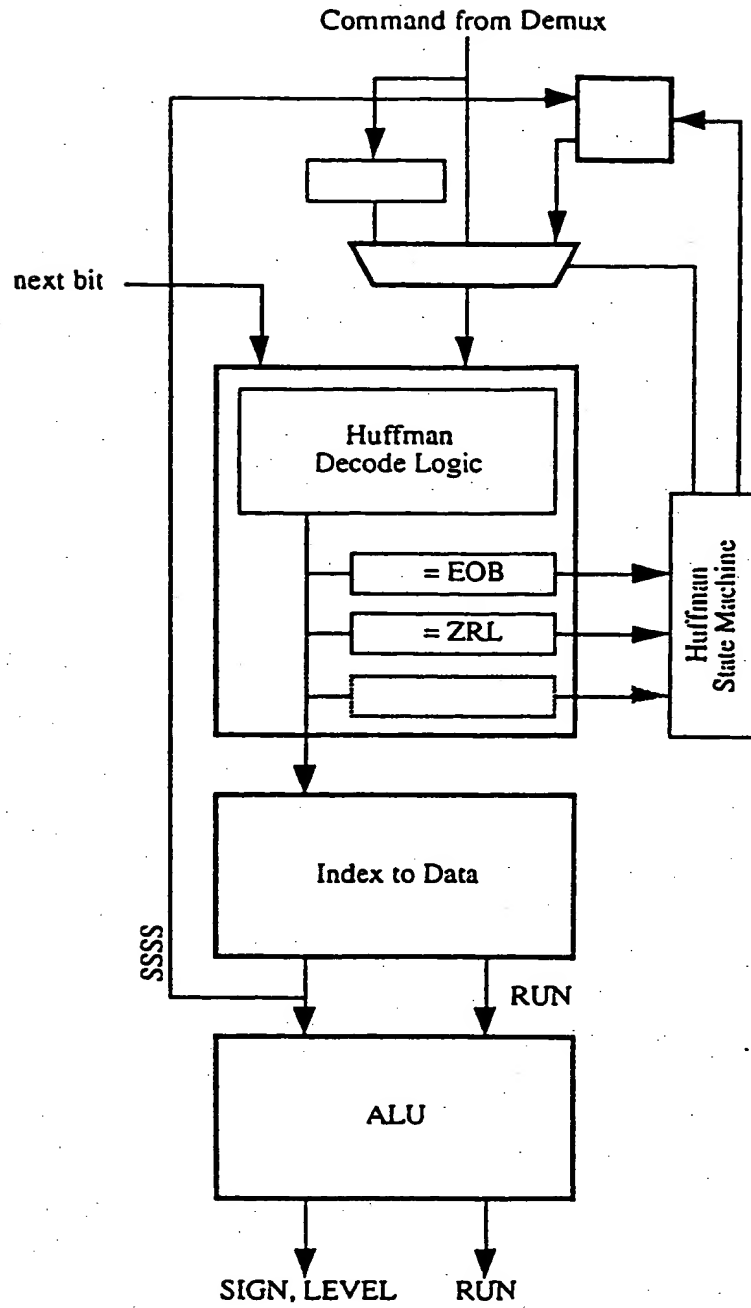 Command from Demux
next bit
Huffman
Decode Logic
= EOB
= ZRL
Huffman
State Machine
Index to Data
SSSS
RUN
ALU
SIGN, LEVEL
RUN